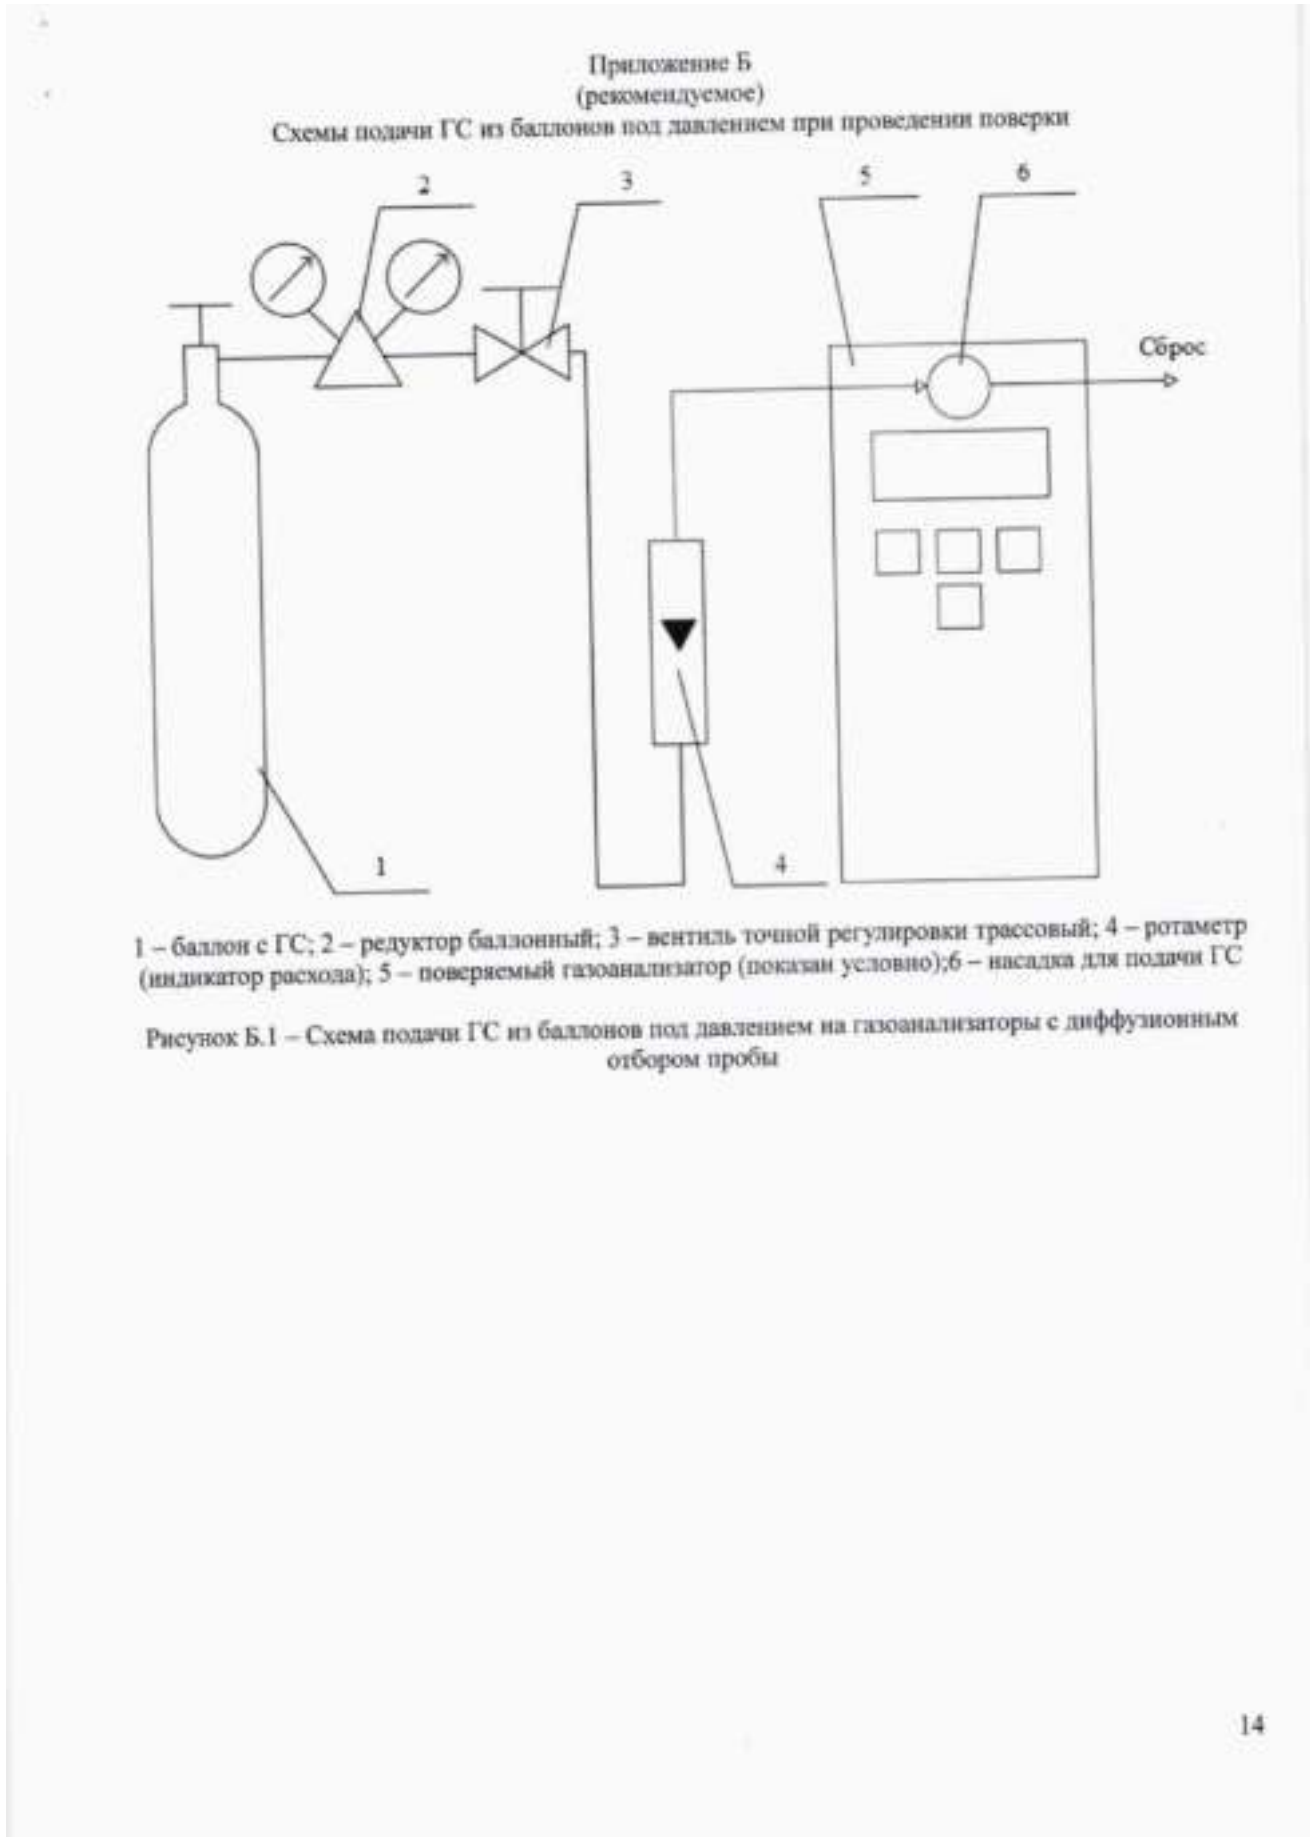 Приложение Б
(рекомендуемое)
Схемы подачи ГС из баллонов под давлением при проведении поверки
2
3
5
6
Сброс
1
4
1 – баллон с ГС; 2 – редуктор баллонный; 3 – вентиль точной регулировки трассовый; 4 – ротаметр
(индикатор расхода); 5 – поверяемый газоанализатор (показан условно);6 – насадка для подачи ГС
Рисунок Б.1 – Схема подачи ГС из баллонов под давлением на газоанализаторы с диффузионным
отбором пробы
14